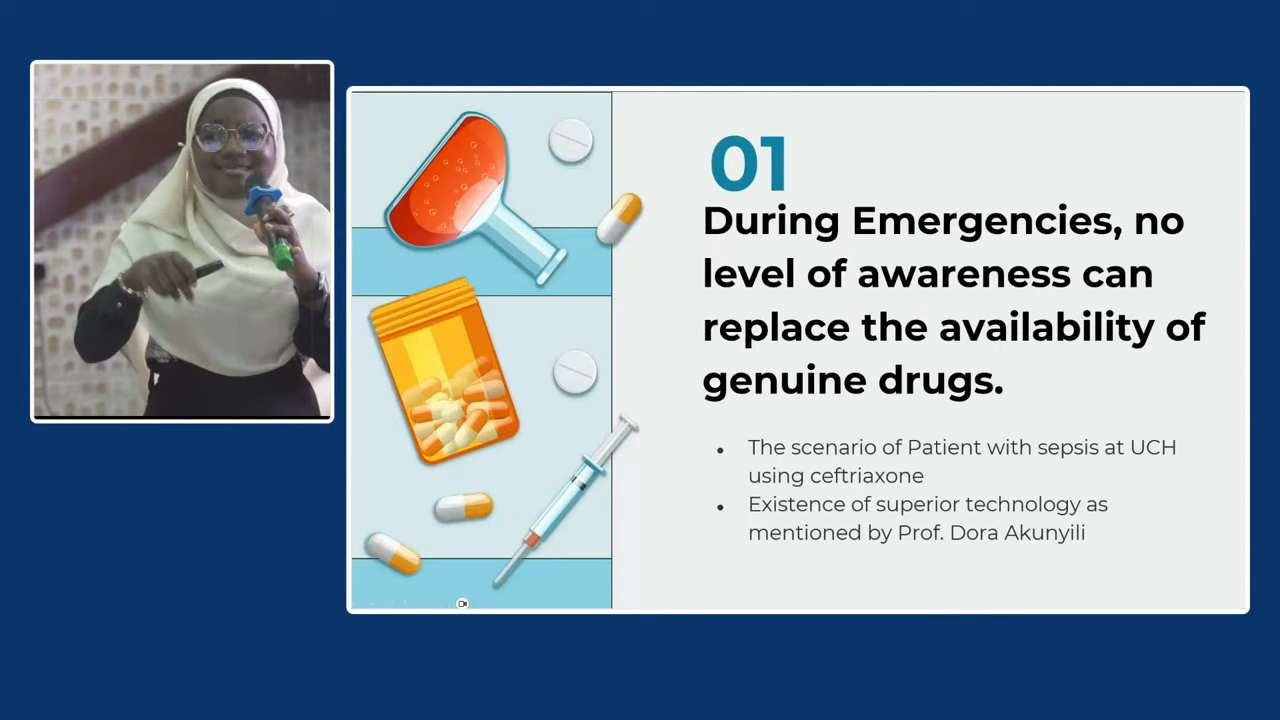 01
During Emergencies, no
level of awareness can
replace the availability of
genuine drugs.
• The scenario of Patient with sepsis at UCH
using ceftriaxone
• Existence of superior technology as
mentioned by Prof. Dora Akunyili